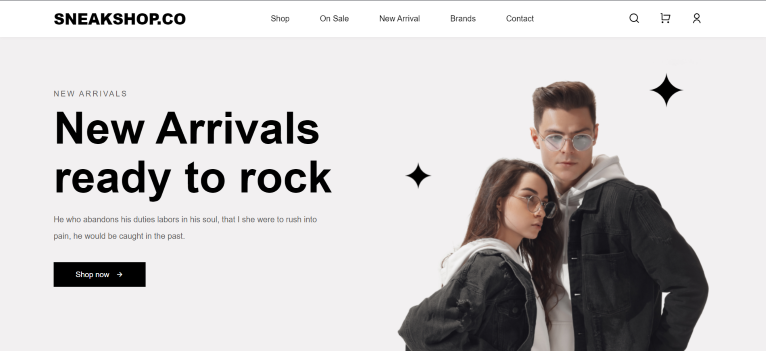 SNEAKSHOP.CO
Shop
On Sale
New Arrival
Brands
Contact
NEW ARRIVALS
New Arrivals
ready to rock
He who abandons his duties labors in his soul, that I she were to rush into
pain, he would be caught in the past.
Shop now